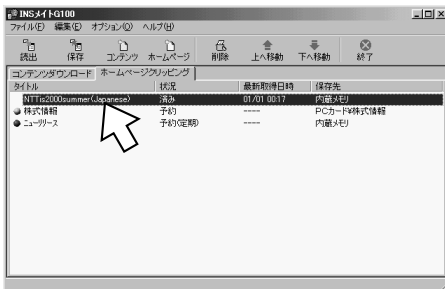 INSﾒｲﾄG100
ファイル(F) 編集(E) オプション(O) ヘルプ(H)
読出 保存 コンテンツ ホームページ 削除 上へ移動 下へ移動 終了
コンテンツダウンロード ホームページクリッピング
タイトル 状況 最新取得日時 保存先
NTTis2000summer(Japanese) 済み 01/01 00:17 内蔵メモリ
株式情報 予約 ---- PCカード¥株式情報
ニューリリース 予約(定期) ---- 内蔵メモリ